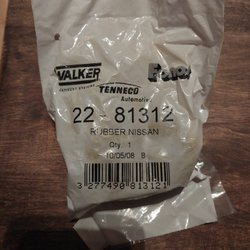 WALKER
TENNECO
Automotive
22 - 81312
RUBBER NISSAN
Qty. 1
10/05/08 B
3 277490 813121